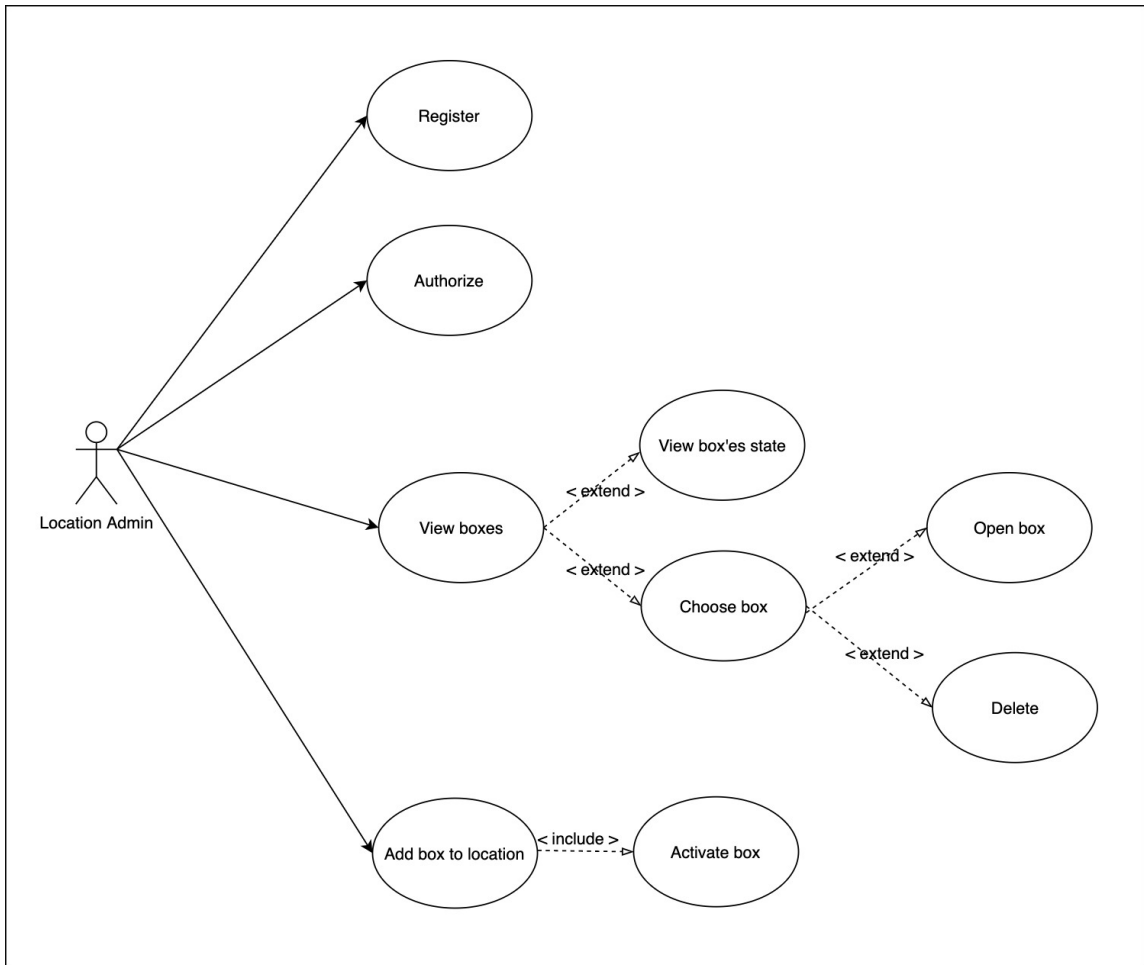 Register
Authorize
Location Admin
View boxes
< extend >
View box'es state
< extend >
Choose box
< extend >
Open box
< extend >
Delete
Add box to location
< include >
Activate box